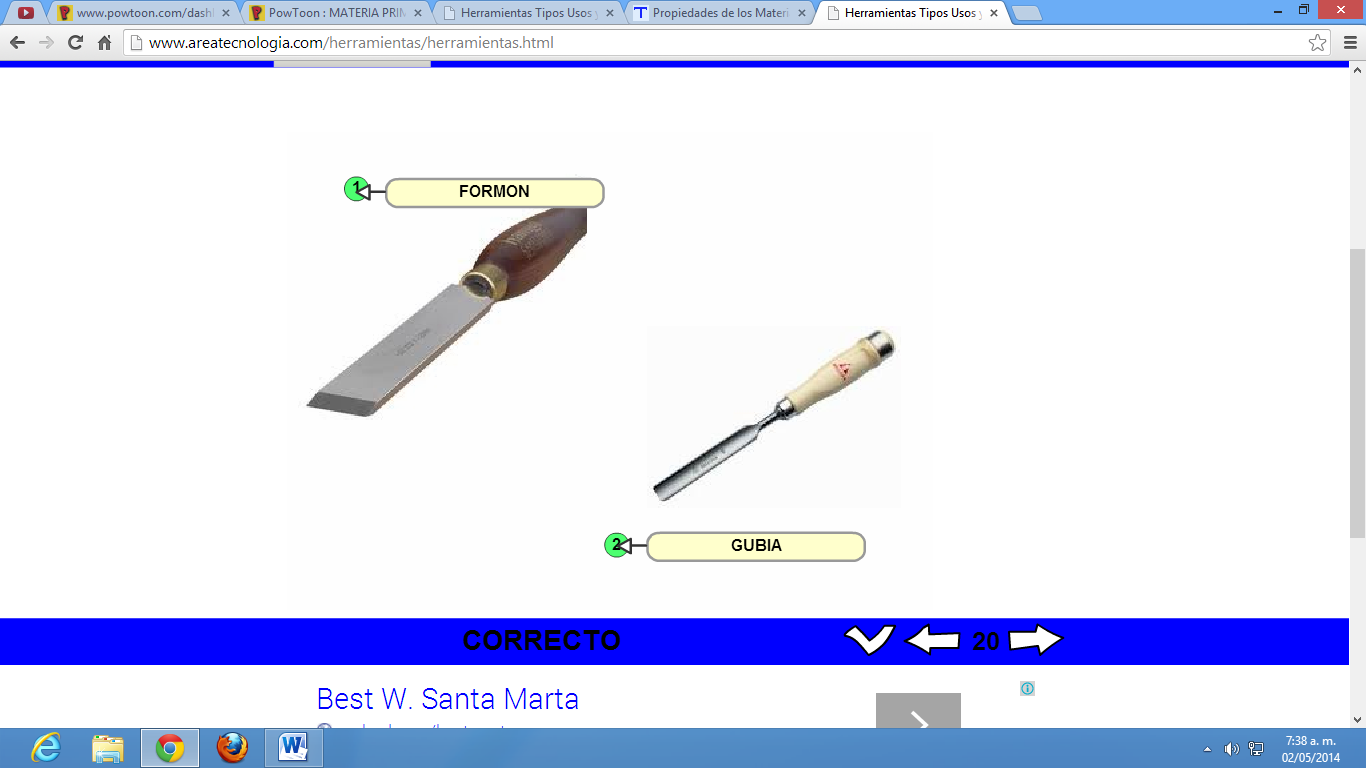 www.powtoon.com/dashl
PowToon : MATERIA PRIM
Herramientas Tipos Usos y
Propiedades de los Materi
Herramientas Tipos Usos y
www.areatecnologia.com/herramientas/herramientas.html
1
FORMON
2
GUBIA
CORRECTO
20
Best W. Santa Marta
7:38 a. m.
02/05/2014